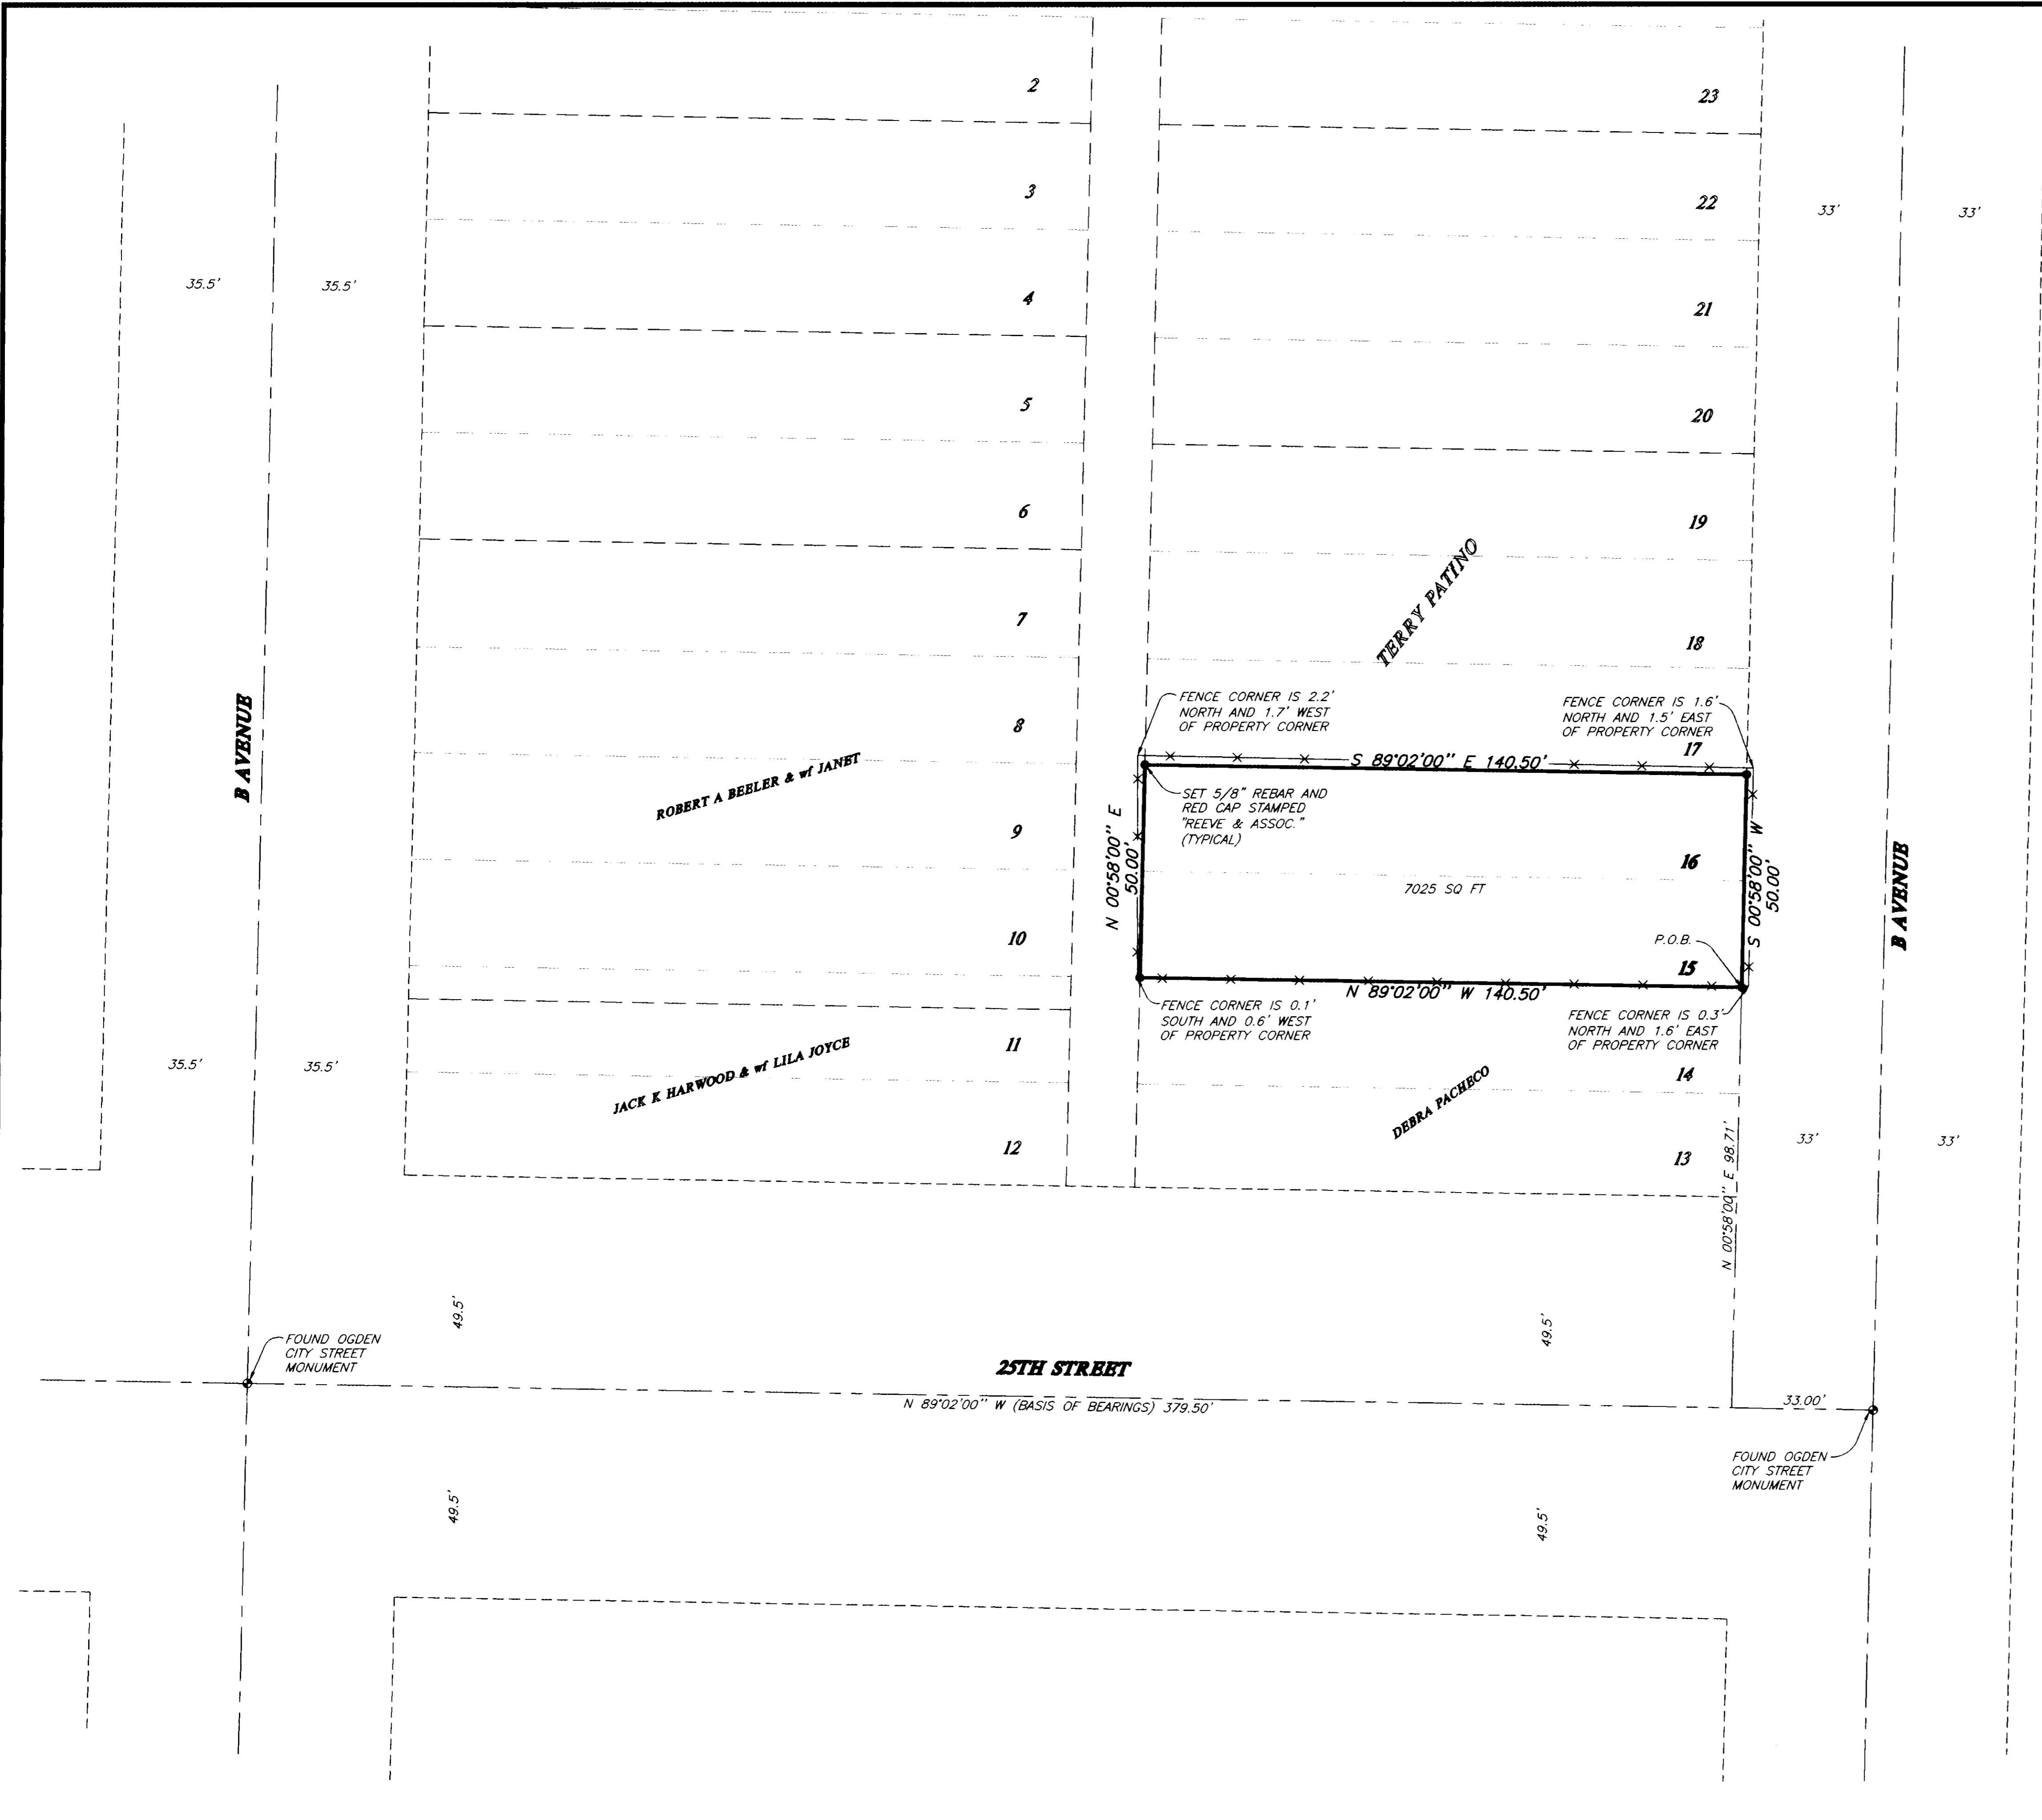 2
23
3
22
33'
33'
35.5'
35.5'
4
21
5
20
6
19
TERRY PATINO
7
18
FENCE CORNER IS 2.2'
NORTH AND 1.7' WEST
OF PROPERTY CORNER
FENCE CORNER IS 1.6'
NORTH AND 1.5' EAST
OF PROPERTY CORNER
B AVENUE
8
17
S 89°02'00" E 140.50'
ROBERT A BEELER & wf JANET
SET 5/8" REBAR AND
RED CAP STAMPED
"REEVE & ASSOC."
(TYPICAL)
9
N 00°58'00" E
50.00'
16
7025 SQ FT
S 00°58'00" W
50.00'
B AVENUE
10
P.O.B.
15
N 89°02'00" W 140.50'
FENCE CORNER IS 0.1'
SOUTH AND 0.6' WEST
OF PROPERTY CORNER
FENCE CORNER IS 0.3'
NORTH AND 1.6' EAST
OF PROPERTY CORNER
11
35.5'
35.5'
JACK K HARWOOD & wf LILA JOYCE
14
DEBRA PACHECO
12
13
33'
33'
N 00°58'00" E 98.71'
49.5'
49.5'
FOUND OGDEN
CITY STREET
MONUMENT
25TH STREET
N 89°02'00" W (BASIS OF BEARINGS) 379.50'
33.00'
FOUND OGDEN
CITY STREET
MONUMENT
49.5'
49.5'